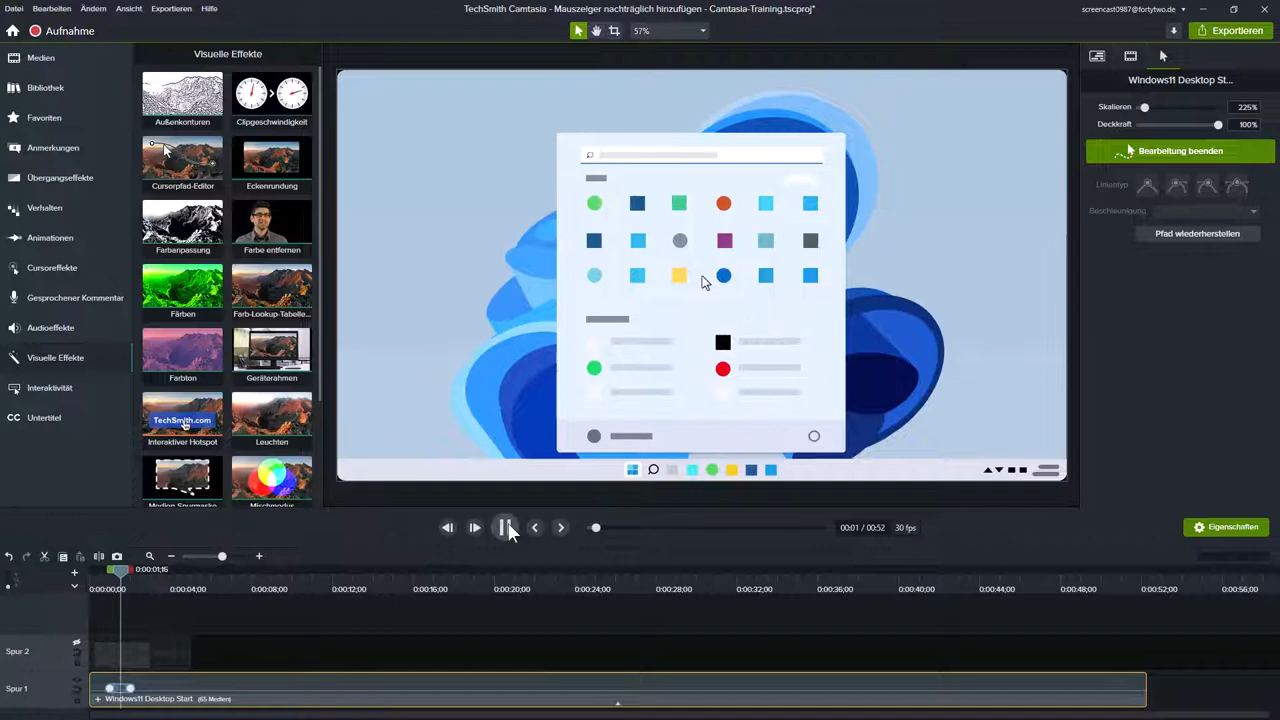 Datei Bearbeiten Ändern Ansicht Exportieren Hilfe
TechSmith Camtasia - Mauszeiger nachträglich hinzufügen - Camtasia-Training.tscproj*
screencast0987@fortytwo.de
Aufnahme
57%
Exportieren
Medien
Bibliothek
Favoriten
Anmerkungen
Übergangseffekte
Verhalten
Animationen
Cursoreffekte
Gesprochener Kommentar
Audioeffekte
Visuelle Effekte
Interaktivität
CC Untertitel
Visuelle Effekte
Außenkonturen
Clipgeschwindigkeit
Cursorpfad-Editor
Eckenrundung
Farbanpassung
Farbe entfernen
Färben
Farb-Lookup-Tabelle...
Farbton
Geräterahmen
TechSmith.com
Interaktiver Hotspot
Leuchten
Medien Spurmaske
Mischmodus
Windows11 Desktop St...
Skalieren 225%
Deckkraft 100%
Bearbeitung beenden
Linientyp
Beschleunigung
Pfad wiederherstellen
00:01 / 00:52 30 fps
Eigenschaften
0:00:01;15
0:00:00;00 0:00:04;00 0:00:08;00 0:00:12;00 0:00:16;00 0:00:20;00 0:00:24;00 0:00:28;00 0:00:32;00 0:00:36;00 0:00:40;00 0:00:44;00 0:00:48;00 0:00:52;00 0:00:56;00
Spur 2
Spur 1
+ Windows11 Desktop Start (65 Medien)